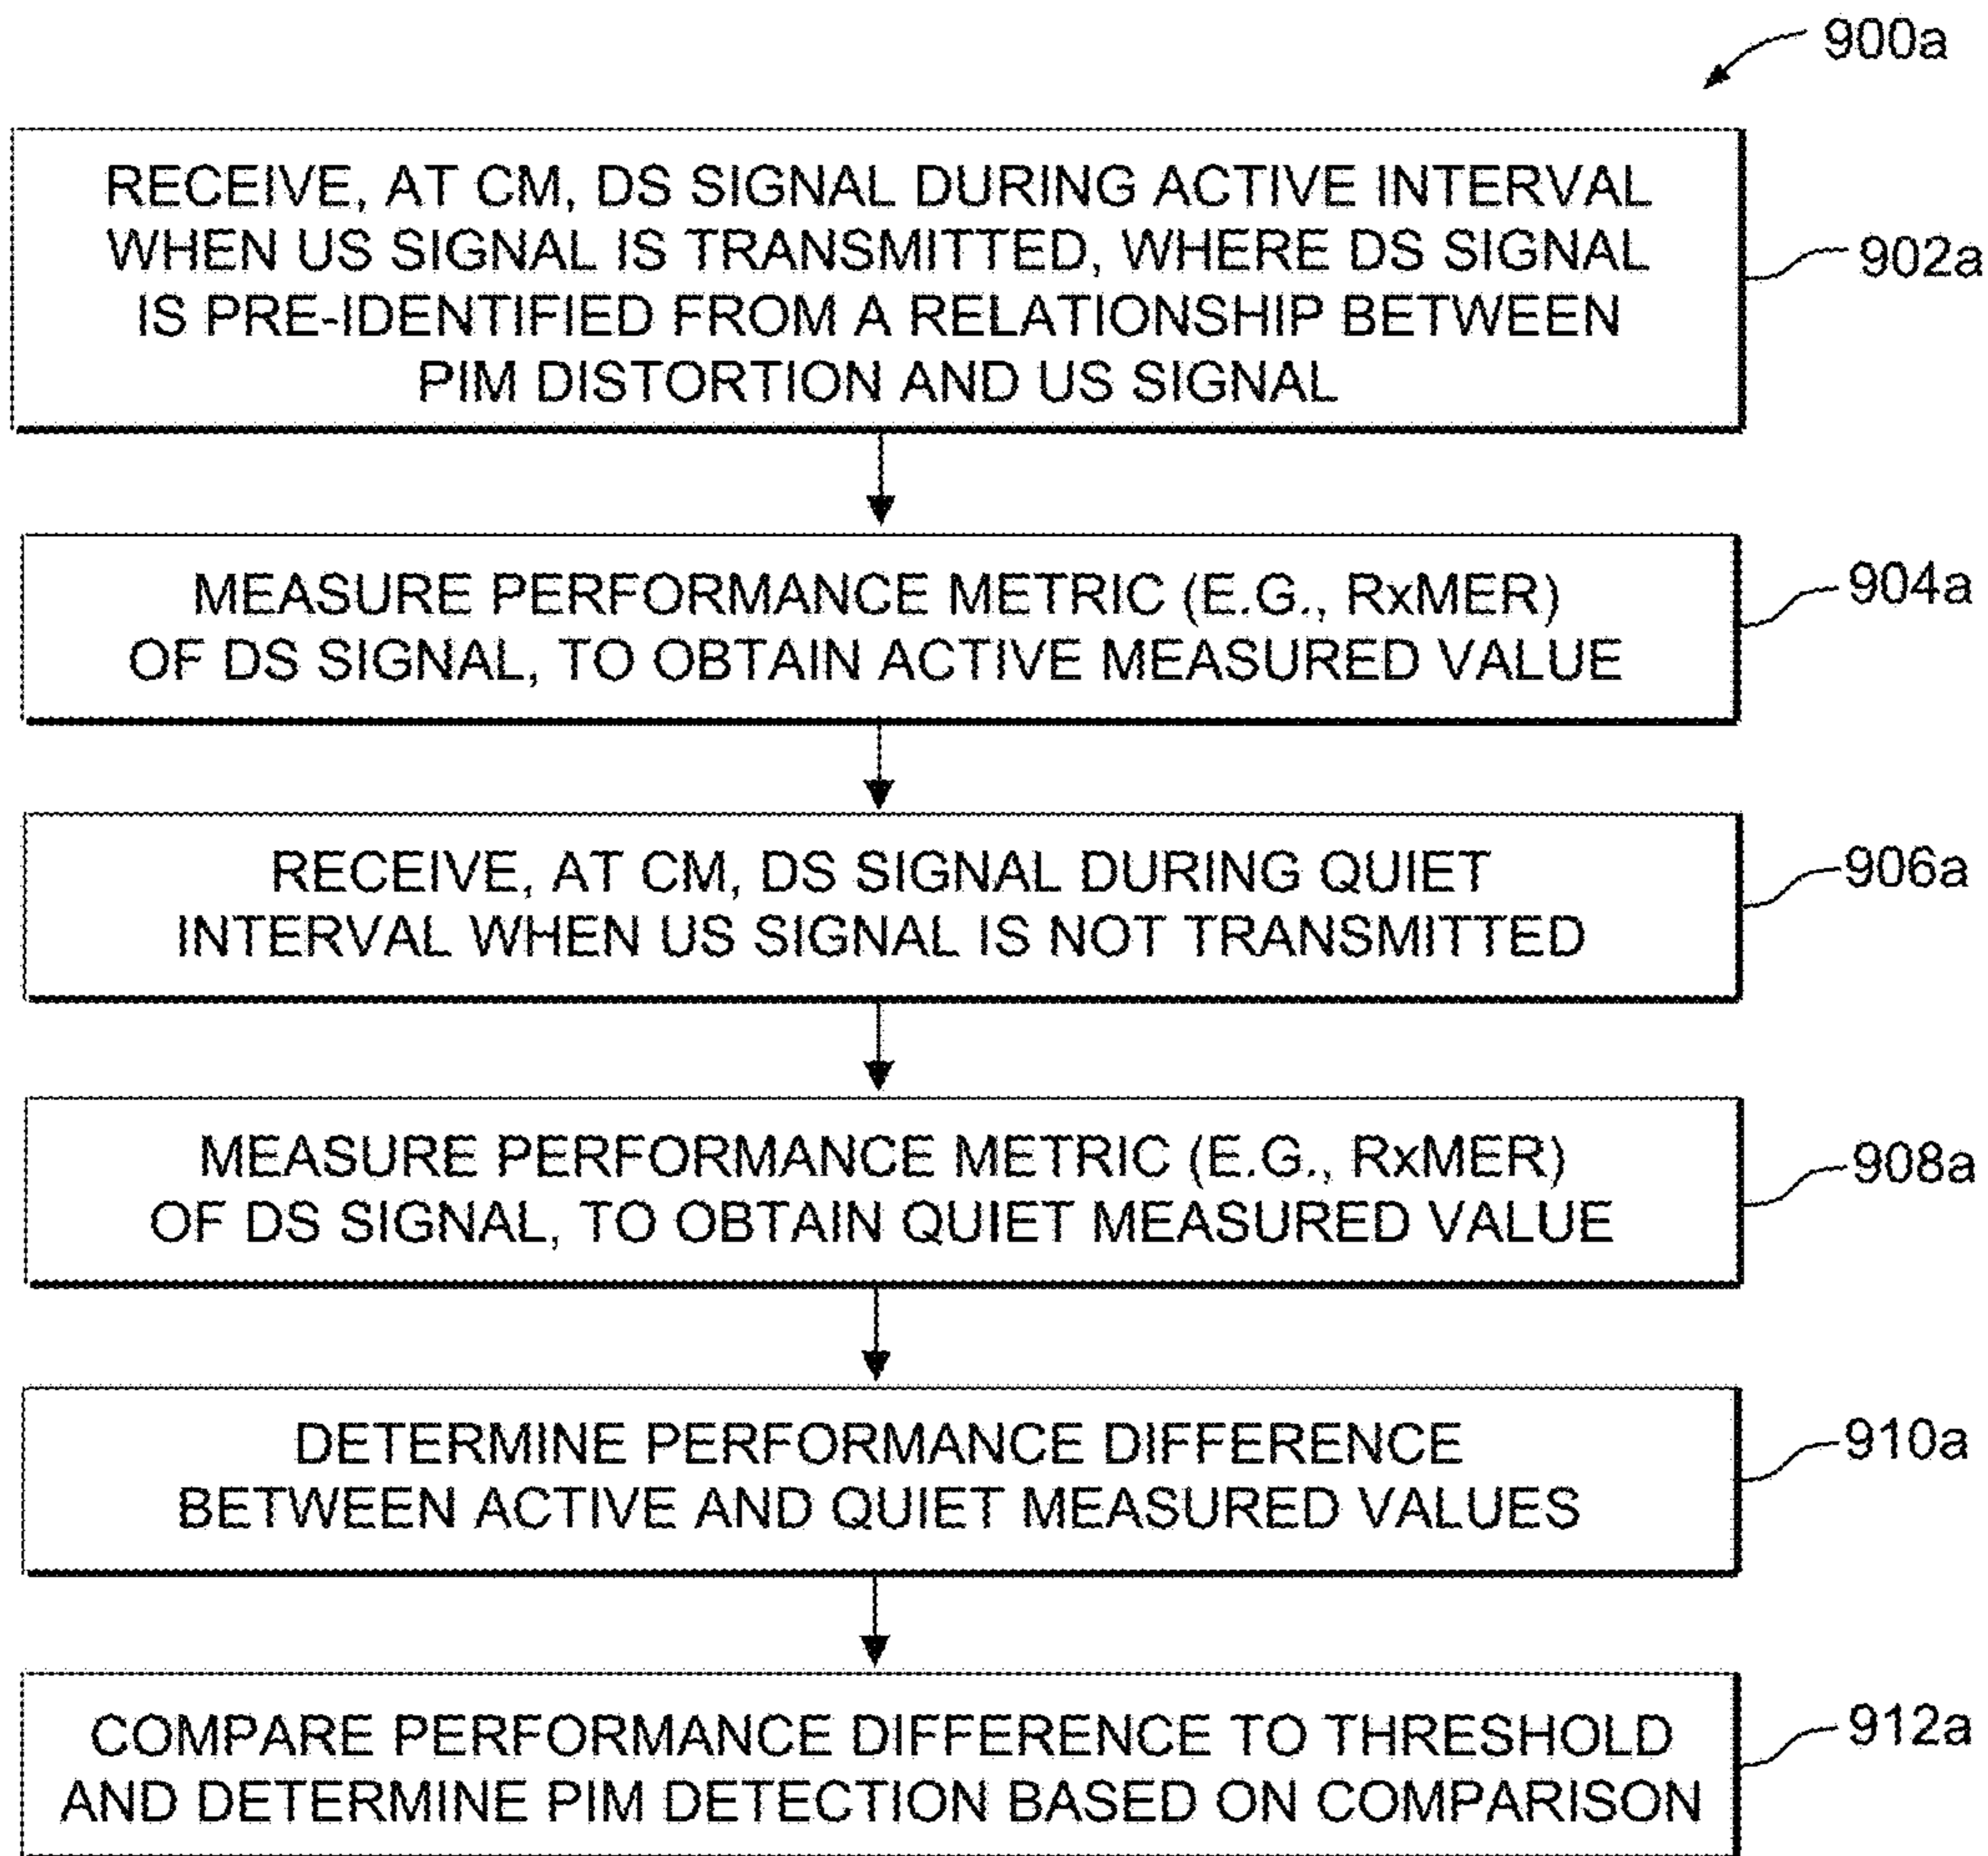 900a
RECEIVE, AT CM, DS SIGNAL DURING ACTIVE INTERVAL
WHEN US SIGNAL IS TRANSMITTED, WHERE DS SIGNAL
IS PRE-IDENTIFIED FROM A RELATIONSHIP BETWEEN
PIM DISTORTION AND US SIGNAL
902a
MEASURE PERFORMANCE METRIC (E.G., RxMER)
OF DS SIGNAL, TO OBTAIN ACTIVE MEASURED VALUE
904a
RECEIVE, AT CM, DS SIGNAL DURING QUIET
INTERVAL WHEN US SIGNAL IS NOT TRANSMITTED
906a
MEASURE PERFORMANCE METRIC (E.G., RxMER)
OF DS SIGNAL, TO OBTAIN QUIET MEASURED VALUE
908a
DETERMINE PERFORMANCE DIFFERENCE
BETWEEN ACTIVE AND QUIET MEASURED VALUES
910a
COMPARE PERFORMANCE DIFFERENCE TO THRESHOLD
AND DETERMINE PIM DETECTION BASED ON COMPARISON
912a